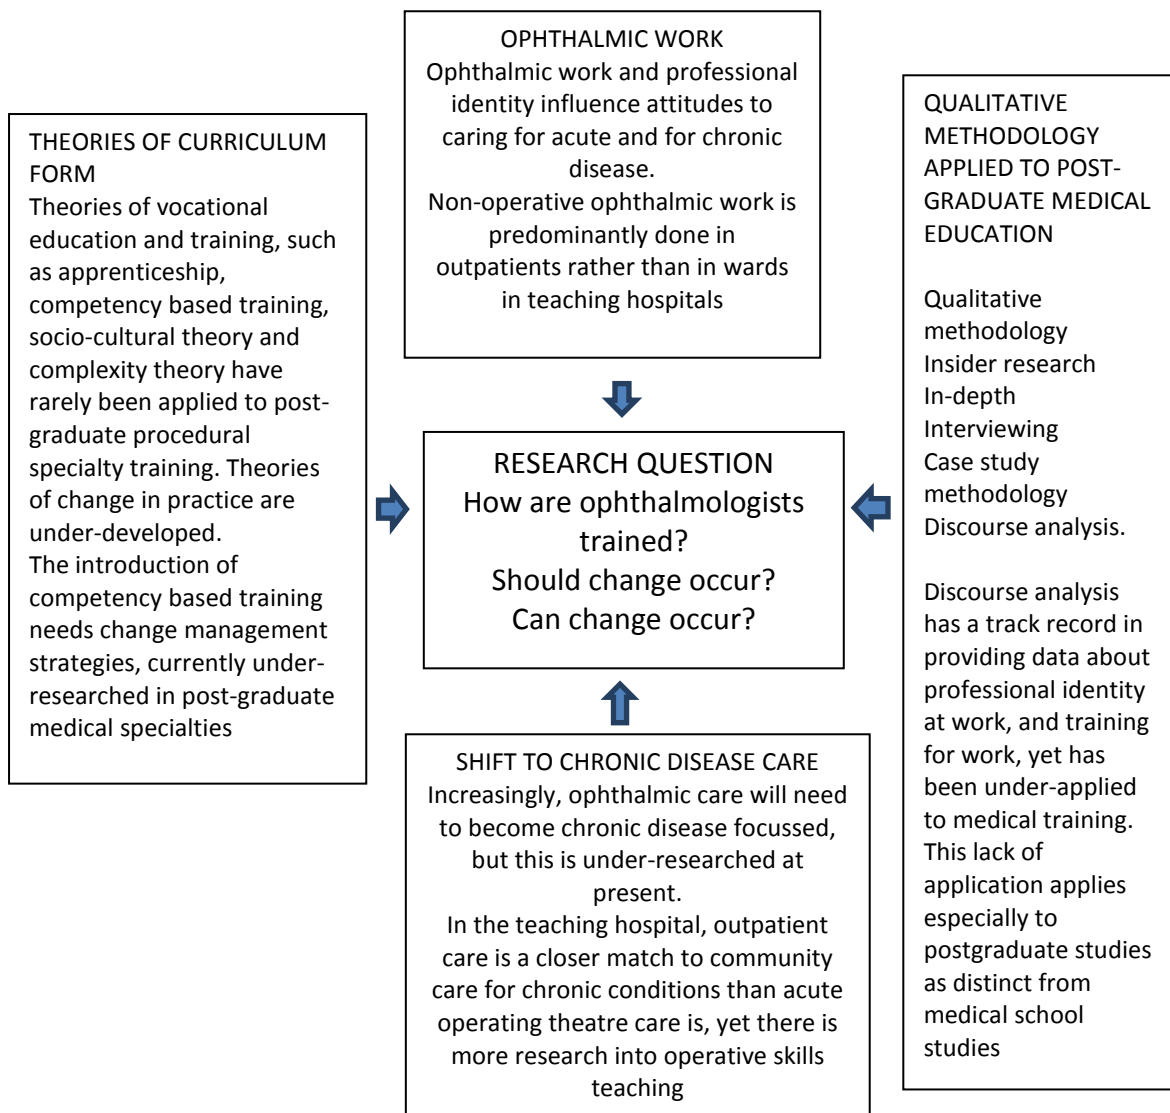 OPHTHALMIC WORK
Ophthalmic work and professional
identity influence attitudes to
caring for acute and for chronic
disease.
Non-operative ophthalmic work is
predominantly done in
outpatients rather than in wards
in teaching hospitals
THEORIES OF CURRICULUM
FORM
Theories of vocational
education and training, such
as apprenticeship,
competency based training,
socio-cultural theory and
complexity theory have
rarely been applied to post-
graduate procedural
specialty training. Theories
of change in practice are
under-developed.
The introduction of
competency based training
needs change management
strategies, currently under-
researched in post-graduate
medical specialties
RESEARCH QUESTION
How are ophthalmologists
trained?
Should change occur?
Can change occur?
QUALITATIVE
METHODOLOGY
APPLIED TO POST-
GRADUATE MEDICAL
EDUCATION
Qualitative
methodology
Insider research
In-depth
Interviewing
Case study
methodology
Discourse analysis.
Discourse analysis
has a track record in
providing data about
professional identity
at work, and training
for work, yet has
been under-applied
to medical training.
This lack of
application applies
especially to
postgraduate studies
as distinct from
medical school
studies
SHIFT TO CHRONIC DISEASE CARE
Increasingly, ophthalmic care will need
to become chronic disease focussed,
but this is under-researched at
present.
In the teaching hospital, outpatient
care is a closer match to community
care for chronic conditions than acute
operating theatre care is, yet there is
more research into operative skills
teaching